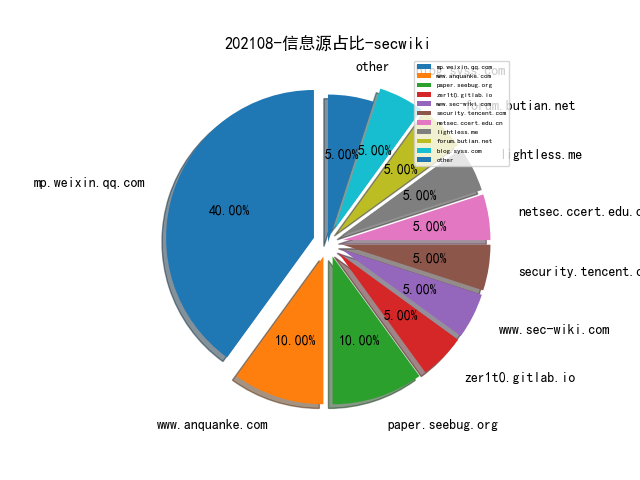 202108-信息源占比-secwiki
other
mp.weixin.qq.com
www.anquanke.com
paper.seebug.org
zer1t0.gitlab.io
www.sec-wiki.com
security.tencent.com
netsec.ccert.edu.cn
lightless.me
forum.butian.net
blog.syss.com
other
blog.syss.com
forum.butian.net
lightless.me
netsec.ccert.edu.c
security.tencent.c
www.sec-wiki.com
zer1t0.gitlab.io
paper.seebug.org
www.anquanke.com
mp.weixin.qq.com
40.00%
10.00%
10.00%
5.00%
5.00%
5.00%
5.00%
5.00%
5.00%
5.00%
5.00%